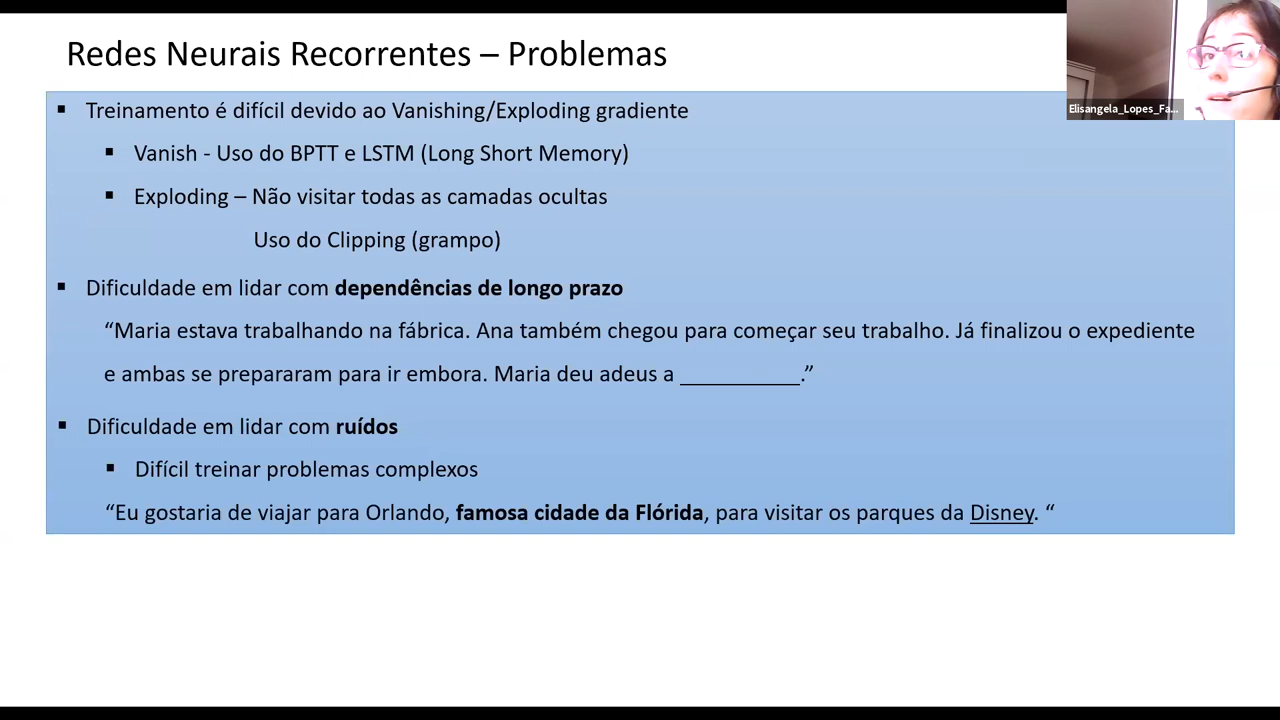 Redes Neurais Recorrentes – Problemas
Elisangela_Lopes_Fa...
▪ Treinamento é difícil devido ao Vanishing/Exploding gradiente
▪ Vanish - Uso do BPTT e LSTM (Long Short Memory)
▪ Exploding – Não visitar todas as camadas ocultas
Uso do Clipping (grampo)
▪ Dificuldade em lidar com dependências de longo prazo
“Maria estava trabalhando na fábrica. Ana também chegou para começar seu trabalho. Já finalizou o expediente
e ambas se prepararam para ir embora. Maria deu adeus a __________.”
▪ Dificuldade em lidar com ruídos
▪ Difícil treinar problemas complexos
“Eu gostaria de viajar para Orlando, famosa cidade da Flórida, para visitar os parques da Disney. “